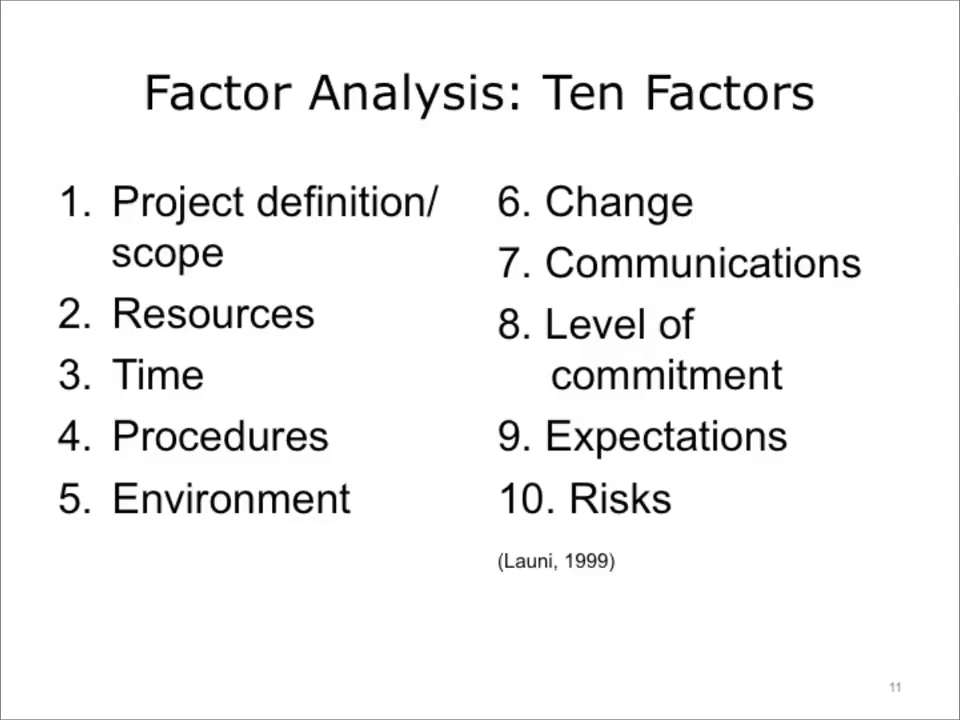 Factor Analysis: Ten Factors
1. Project definition/
scope
2. Resources
3. Time
4. Procedures
5. Environment
6. Change
7. Communications
8. Level of
commitment
9. Expectations
10. Risks
(Launi, 1999)
11